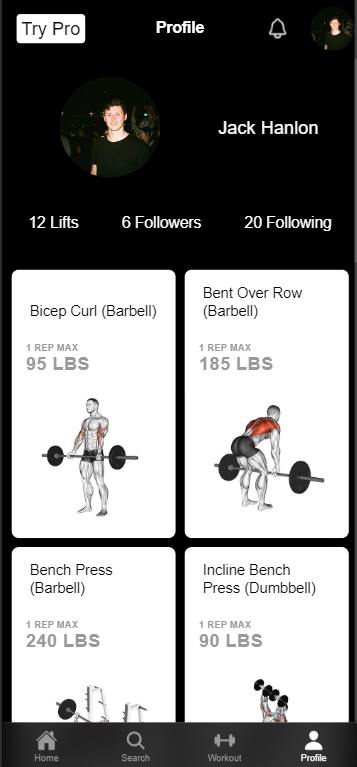 Try Pro
Profile
Jack Hanlon
12 Lifts
6 Followers
20 Following
Bicep Curl (Barbell)
1 REP MAX
95 LBS
Bent Over Row
(Barbell)
1 REP MAX
185 LBS
Bench Press
(Barbell)
1 REP MAX
240 LBS
Incline Bench
Press (Dumbbell)
1 REP MAX
90 LBS
Home
Search
Workout
Profile